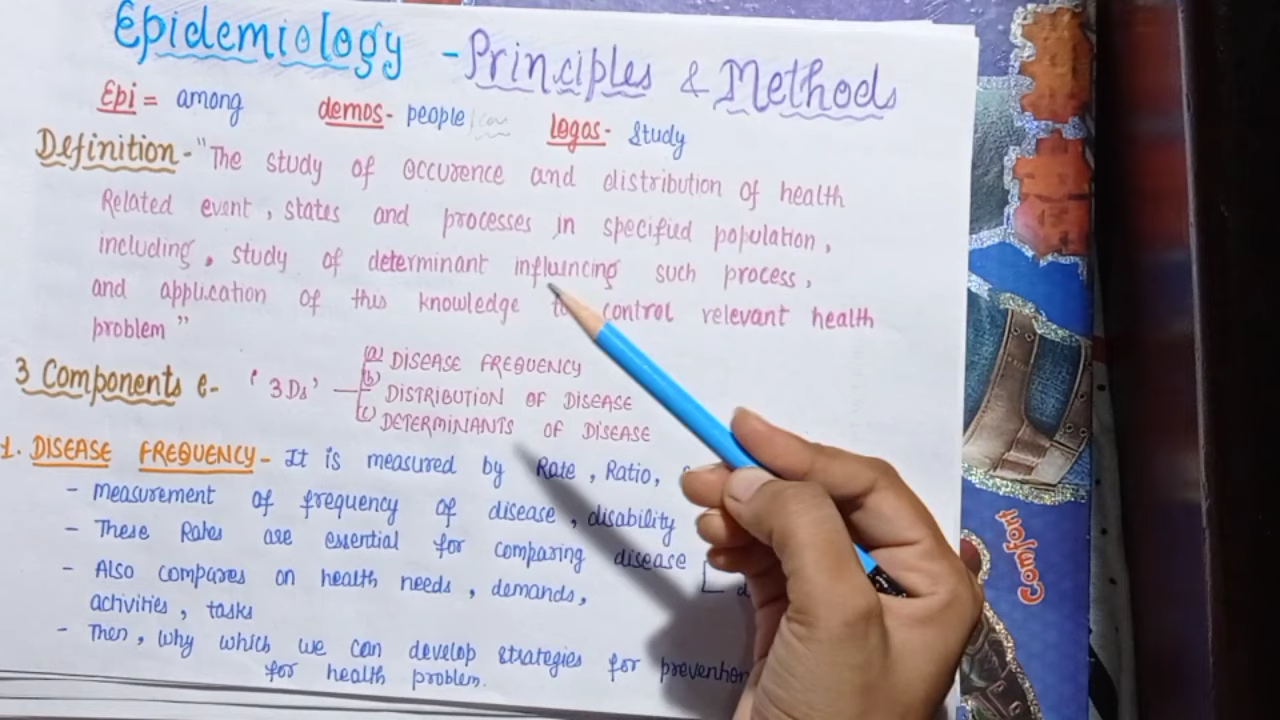 Epidemiology - Principles & Methods
Epi = among demos - people logos - Study
Definition - "The study of occurence and distribution of health
Related event, states and processes in specified population,
including, study of determinant influencing such process,
and application of this knowledge to control relevant health
problem"
3 Components :- '3Ds' (a) DISEASE FREQUENCY
(b) DISTRIBUTION OF DISEASE
(c) DETERMINANTS OF DISEASE
1. DISEASE FREQUENCY - It is measured by Rate, Ratio,
- Measurement of frequency of disease, disability
- These Rates are essential for comparing disease
- Also compares on health needs, demands,
activities, tasks
- Then, why which we can develop strategies for prevention
for health problem.
Comfort